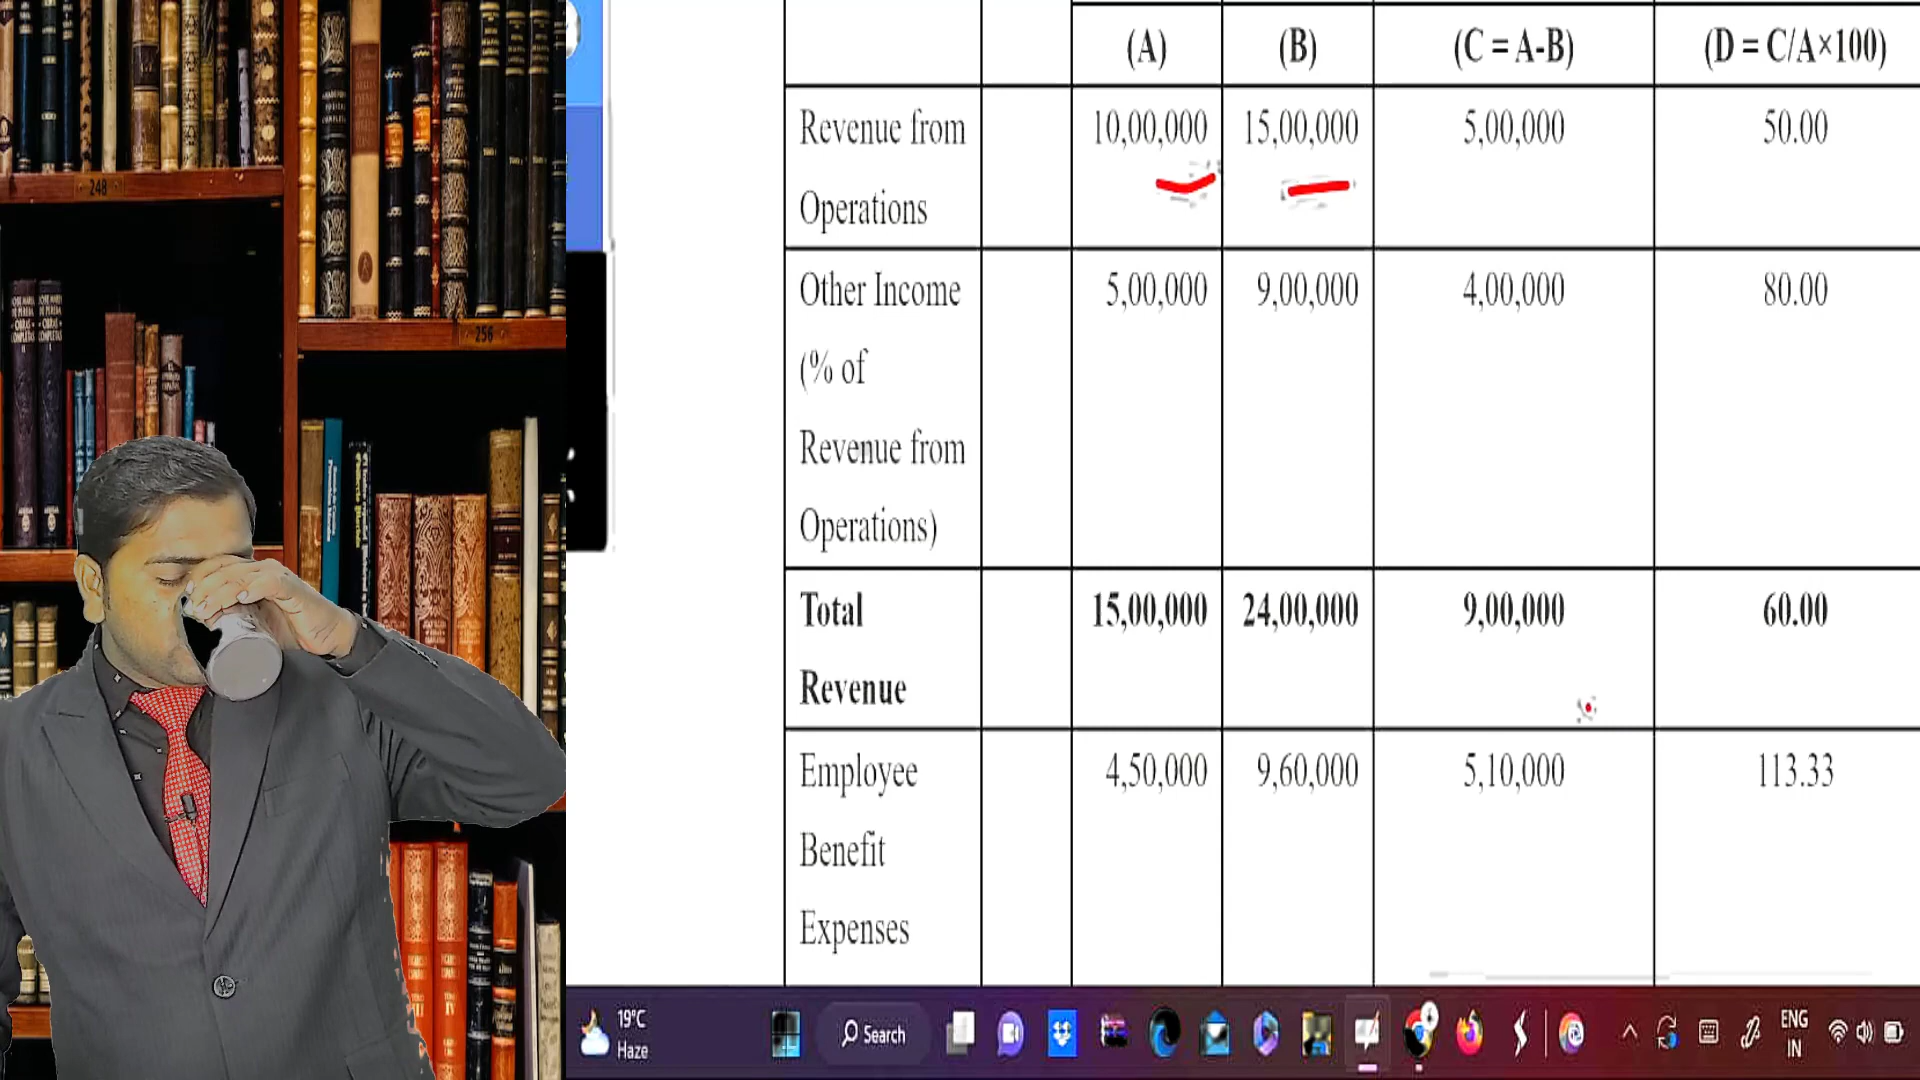 (A) (B) (C = A-B) (D = C/A×100)
Revenue from 10,00,000 15,00,000 5,00,000 50.00
Operations
Other Income 5,00,000 9,00,000 4,00,000 80.00
(% of
Revenue from
Operations)
Total 15,00,000 24,00,000 9,00,000 60.00
Revenue
Employee 4,50,000 9,60,000 5,10,000 113.33
Benefit
Expenses
248
256
19°C
Haze
Search
ENG
IN